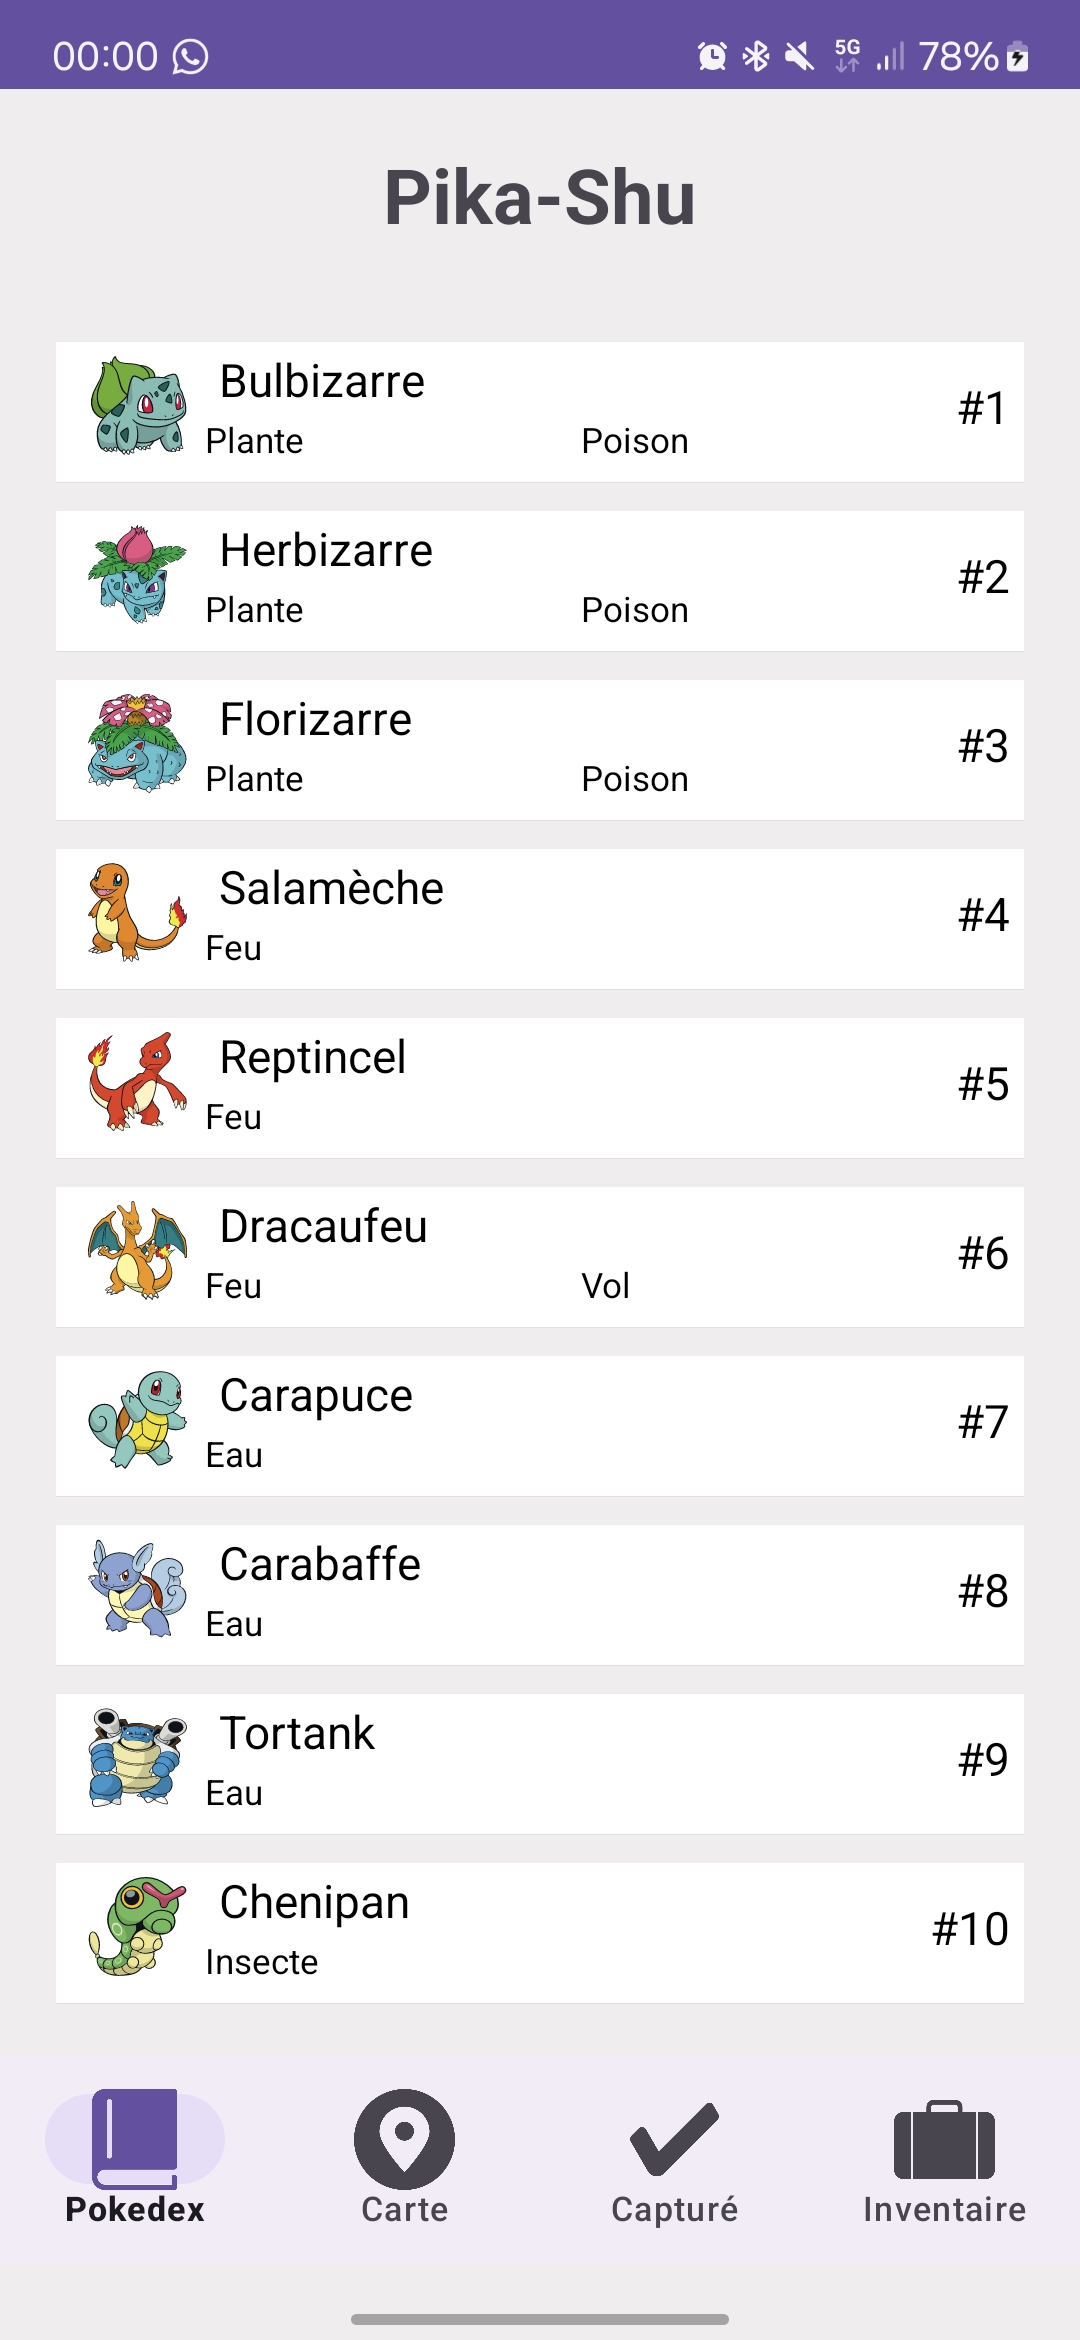 00:00 5G 78%
Pika-Shu
Bulbizarre
#1
Plante Poison
Herbizarre
#2
Plante Poison
Florizarre
#3
Plante Poison
Salamèche
#4
Feu
Reptincel
#5
Feu
Dracaufeu
#6
Feu Vol
Carapuce
#7
Eau
Carabaffe
#8
Eau
Tortank
#9
Eau
Chenipan
#10
Insecte
Pokedex Carte Capturé Inventaire